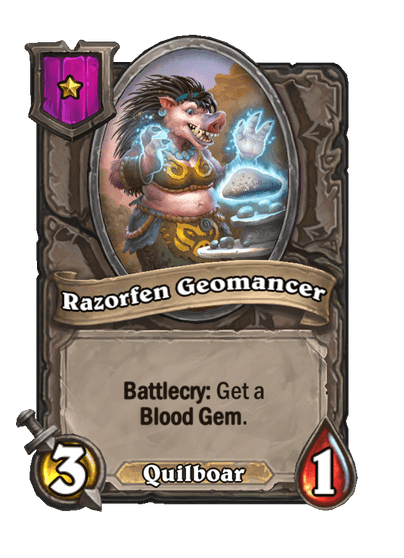 Razorfen Geomancer
Battlecry: Get a
Blood Gem.
3
Quilboar
1